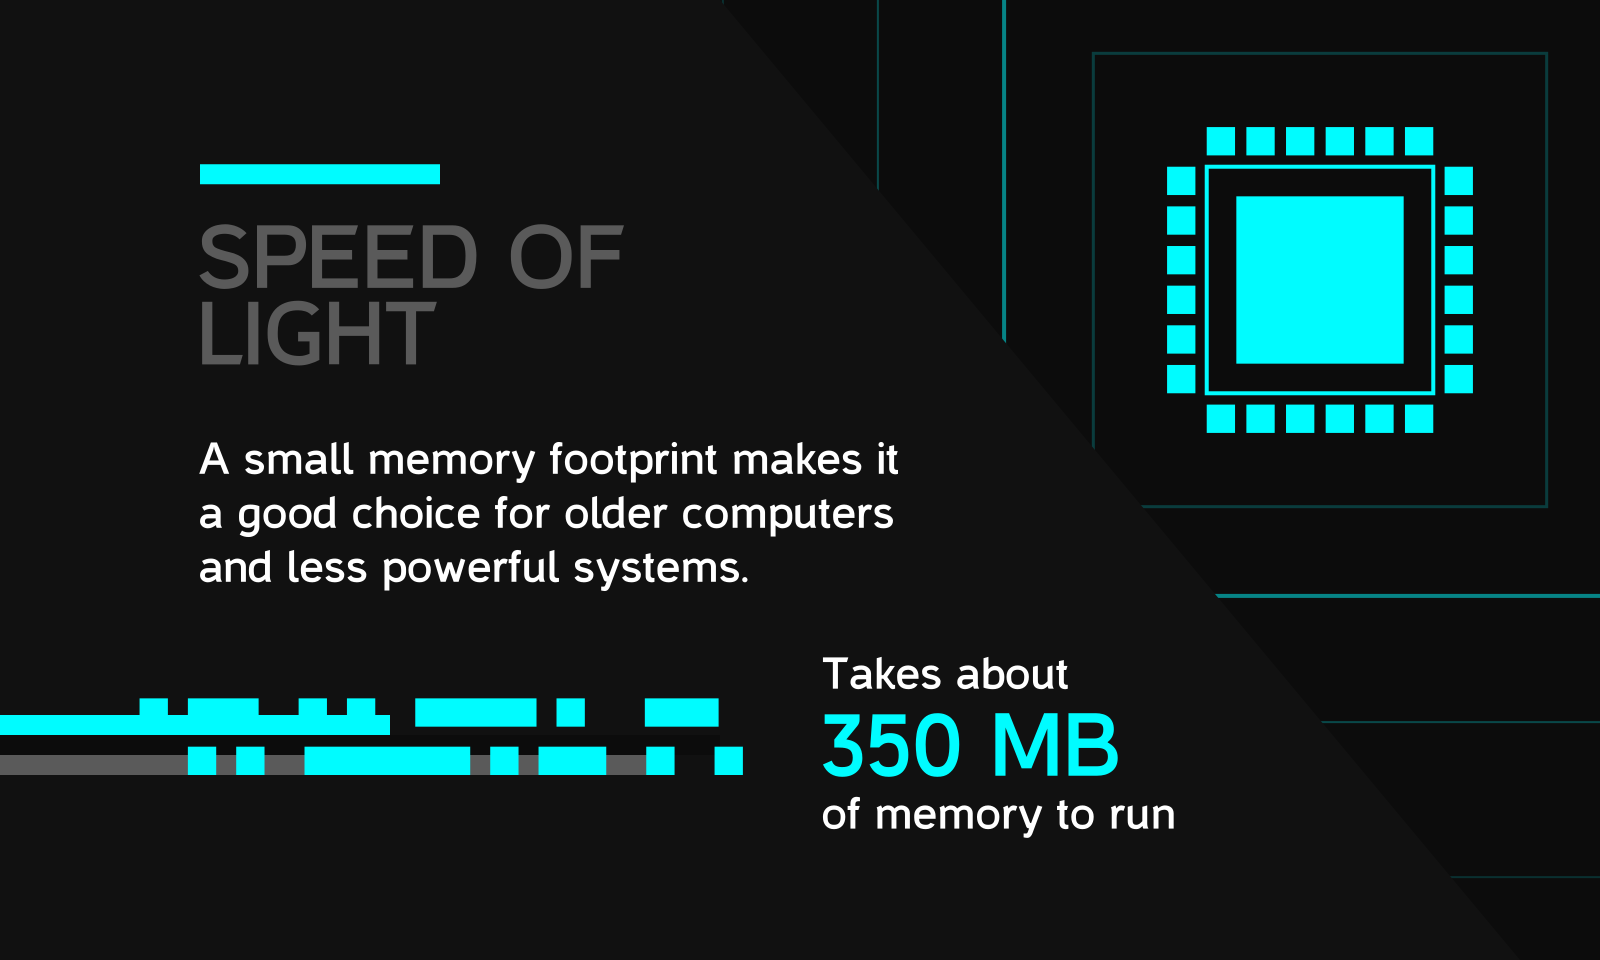 SPEED OF
LIGHT
A small memory footprint makes it
a good choice for older computers
and less powerful systems.
Takes about
350 MB
of memory to run